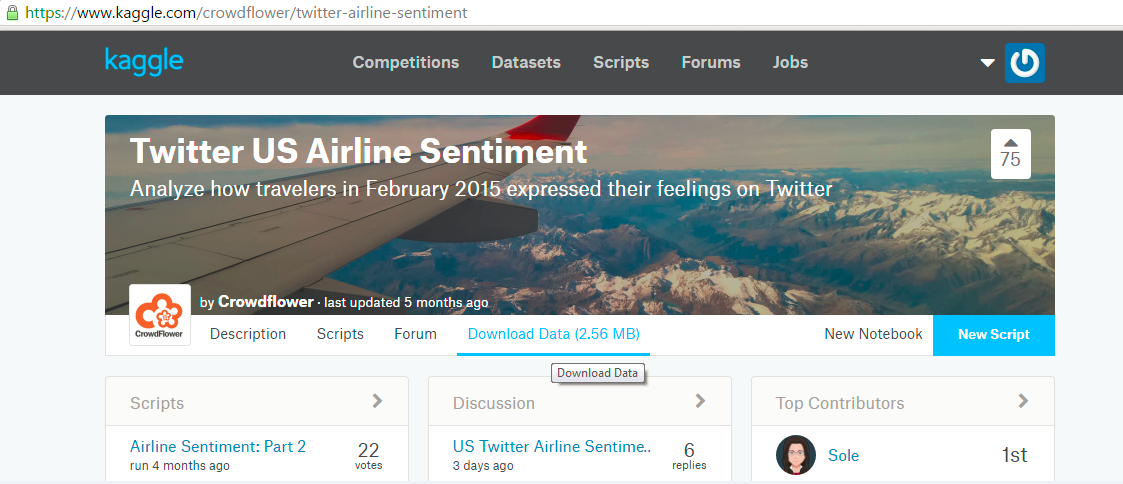 https://www.kaggle.com/crowdflower/twitter-airline-sentiment
kaggle Competitions Datasets Scripts Forums Jobs
Twitter US Airline Sentiment
75
Analyze how travelers in February 2015 expressed their feelings on Twitter
by Crowdflower · last updated 5 months ago
CrowdFlower
Description Scripts Forum Download Data (2.56 MB) New Notebook New Script
Download Data
Scripts
Airline Sentiment: Part 2
run 4 months ago
22
votes
Discussion
US Twitter Airline Sentime..
3 days ago
6
replies
Top Contributors
Sole 1st